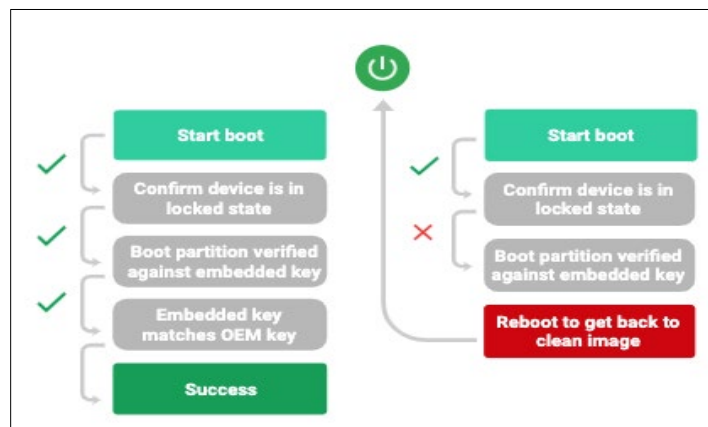 Start boot
Confirm device is in
locked state
Boot partition verified
against embedded key
Embedded key
matches OEM key
Success
Start boot
Confirm device is in
locked state
Boot partition verified
against embedded key
Reboot to get back to
clean image